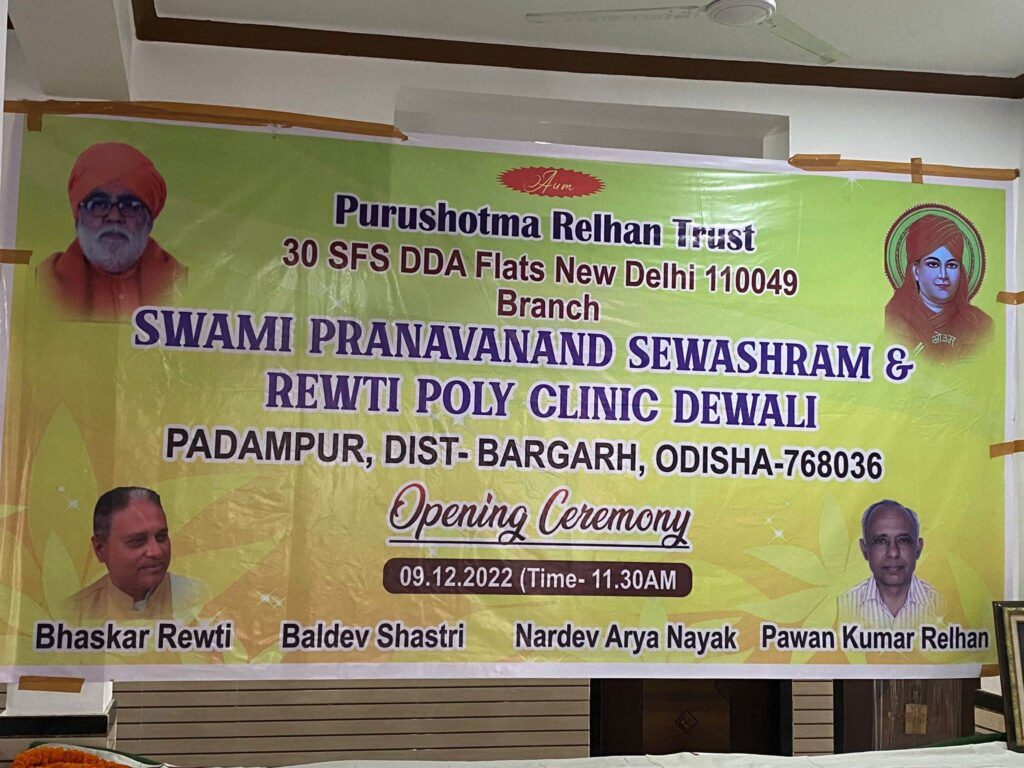 Aum
Purushotma Relhan Trust
30 SFS DDA Flats New Delhi 110049
Branch
SWAMI PRANAVANAND SEWASHRAM &
REWTI POLY CLINIC DEWALI
PADAMPUR, DIST- BARGARH, ODISHA-768036
Opening Ceremony
09.12.2022 (Time- 11.30AM
Bhaskar Rewti Baldev Shastri Nardev Arya Nayak Pawan Kumar Relhan
ओ३म